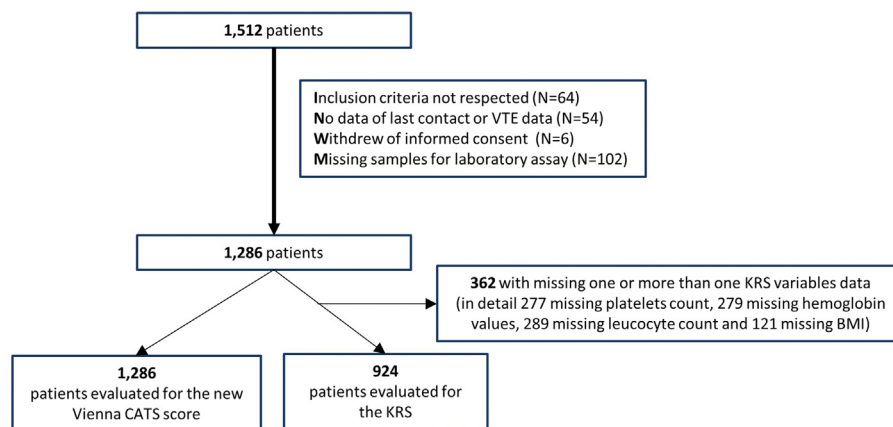 1,512 patients
Inclusion criteria not respected (N=64)
No data of last contact or VTE data (N=54)
Withdrew of informed consent (N=6)
Missing samples for laboratory assay (N=102)
1,286 patients
362 with missing one or more than one KRS variables data
(in detail 277 missing platelets count, 279 missing hemoglobin
values, 289 missing leucocyte count and 121 missing BMI)
1,286
patients evaluated for the new
Vienna CATS score
924
patients evaluated for
the KRS